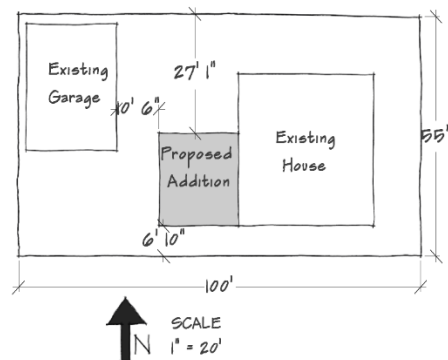 Existing
Garage
27' 1"
10' 6"
Existing
House
55'
Proposed
Addition
6' 10"
100'
N
SCALE
1" = 20'